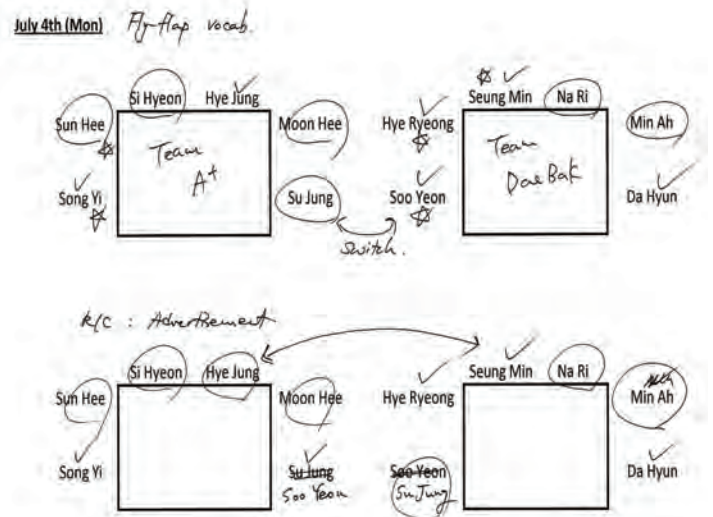 July 4th (Mon) Fly-flap vocab.
Si Hyeon Hye Jung
Sun Hee Moon Hee
Team
A+
Song Yi Su Jung
Seung Min Na Ri
Hye Ryeong Min Ah
Team
DaeBak
Soo Yeon Da Hyun
Switch.
R/C : Advertisement
Si Hyeon Hye Jung
Sun Hee Moon Hee
Song Yi Su Jung
Soo Yeon
Seung Min Na Ri
Hye Ryeong Min Ah
Soo Yeon Da Hyun
Su Jung